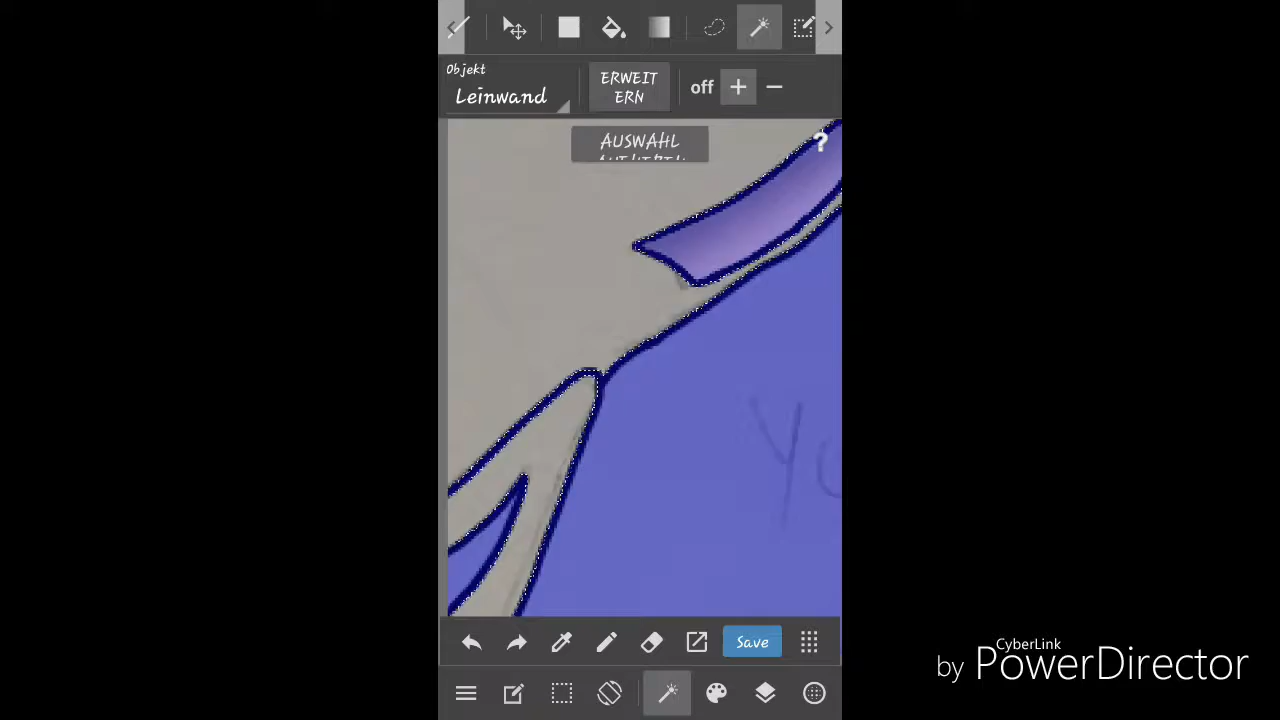 Objekt
Leinwand
ERWEIT
ERN
off
AUSWAHL
?
Save
CyberLink
by PowerDirector